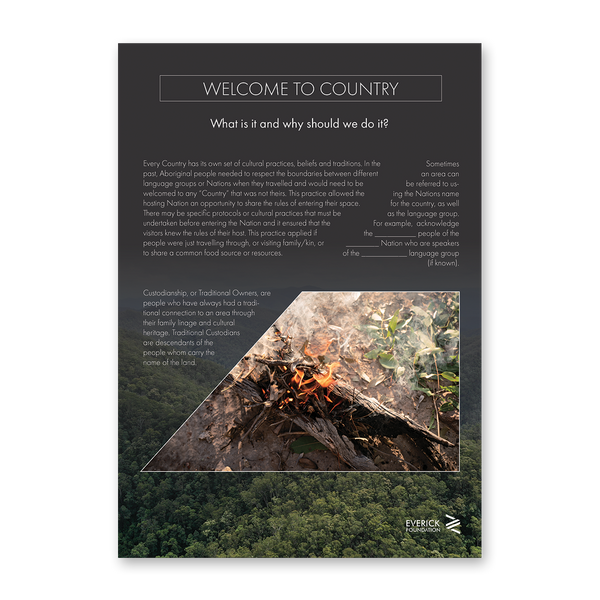 WELCOME TO COUNTRY
What is it and why should we do it?
Every Country has its own set of cultural practices, beliefs and traditions. In the
past, Aboriginal people needed to respect the boundaries between different
language groups or Nations when they travelled and would need to be
welcomed to any "Country" that was not theirs. This practice allowed the
hosting Nation an opportunity to share the rules of entering their space.
There may be specific protocols or cultural practices that must be
undertaken before entering the Nation and it ensured that the
visitors knew the rules of their host. This practice applied if
people were just travelling through, or visiting family/kin, or
to share a common food source or resources.
Sometimes
an area can
be referred to us-
ing the Nations name
for the country, as well
as the language group.
For example, acknowledge
the ____________ people of the
_________ Nation who are speakers
of the ____________ language group
(if known).
Custodianship, or Traditional Owners, are
people who have always had a tradi-
tional connection to an area through
their family linage and cultural
heritage. Traditional Custodians
are descendants of the
people whom carry the
name of the land.
EVERICK
FOUNDATION